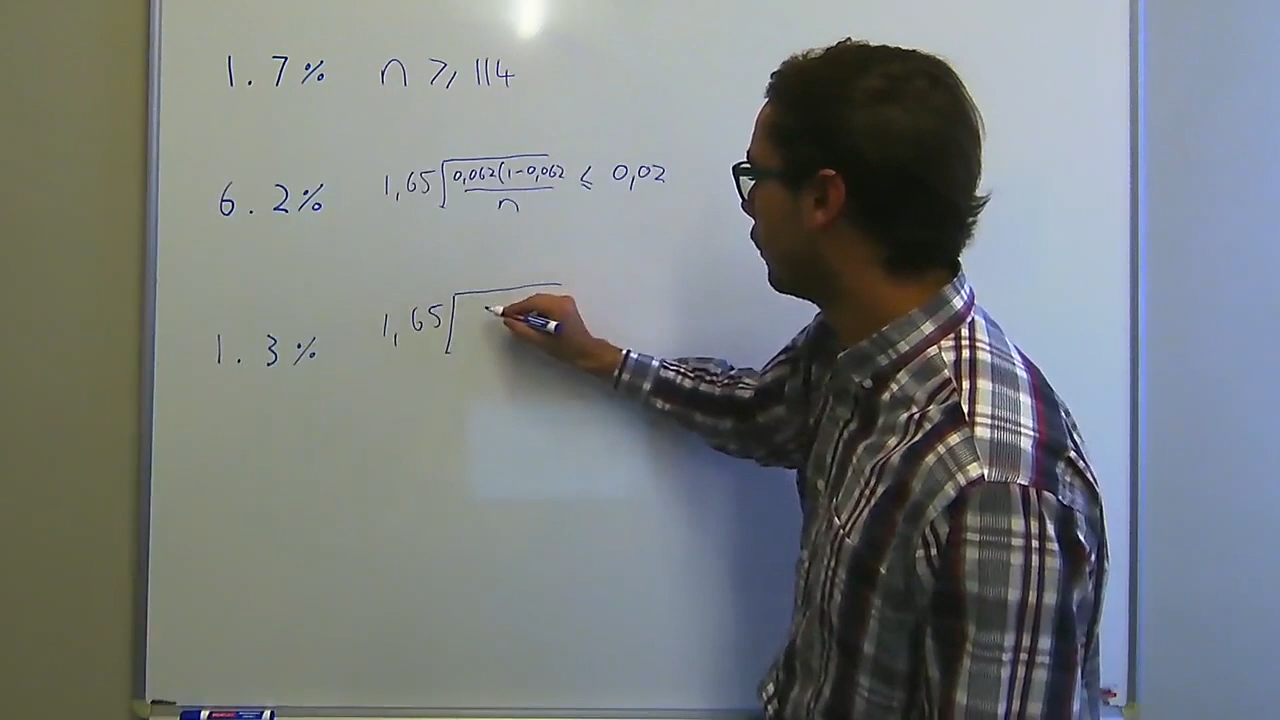 1.7% n ≥ 114
6.2% 1,65√(0,062(1-0,062/n ≤ 0,02
1.3% 1,65√